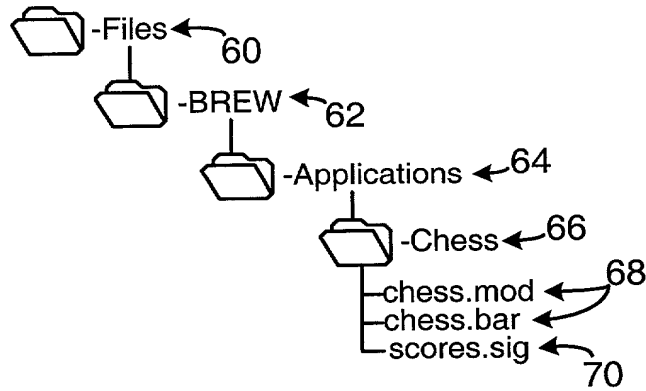 -Files
60
-BREW
62
-Applications
64
-Chess
66
chess.mod
68
chess.bar
scores.sig
70